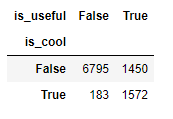 is_useful False True
is_cool
False 6795 1450
True 183 1572